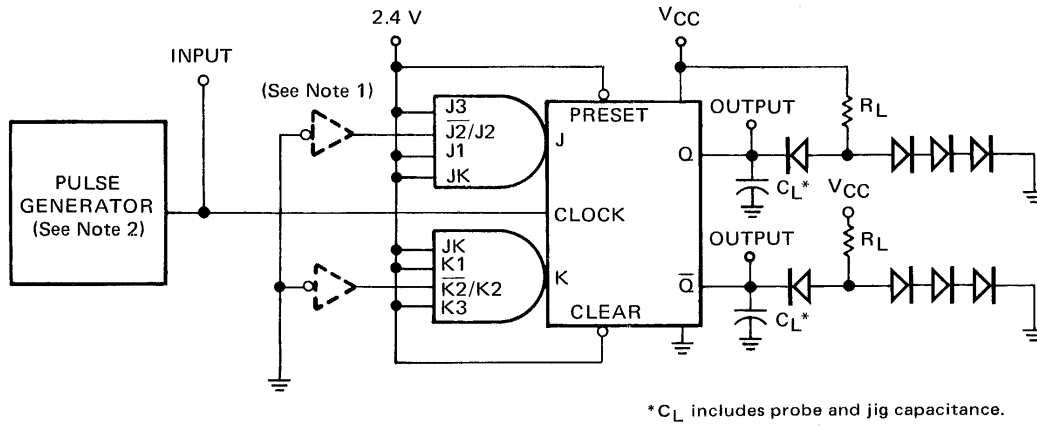 2.4 V
VCC
INPUT
(See Note 1)
J3
J2/J2
J1
JK
J
PRESET
Q
OUTPUT
CL*
RL
VCC
PULSE
GENERATOR
(See Note 2)
CLOCK
JK
K1
K2/K2
K3
K
CLEAR
Q
OUTPUT
CL*
RL
*CL includes probe and jig capacitance.